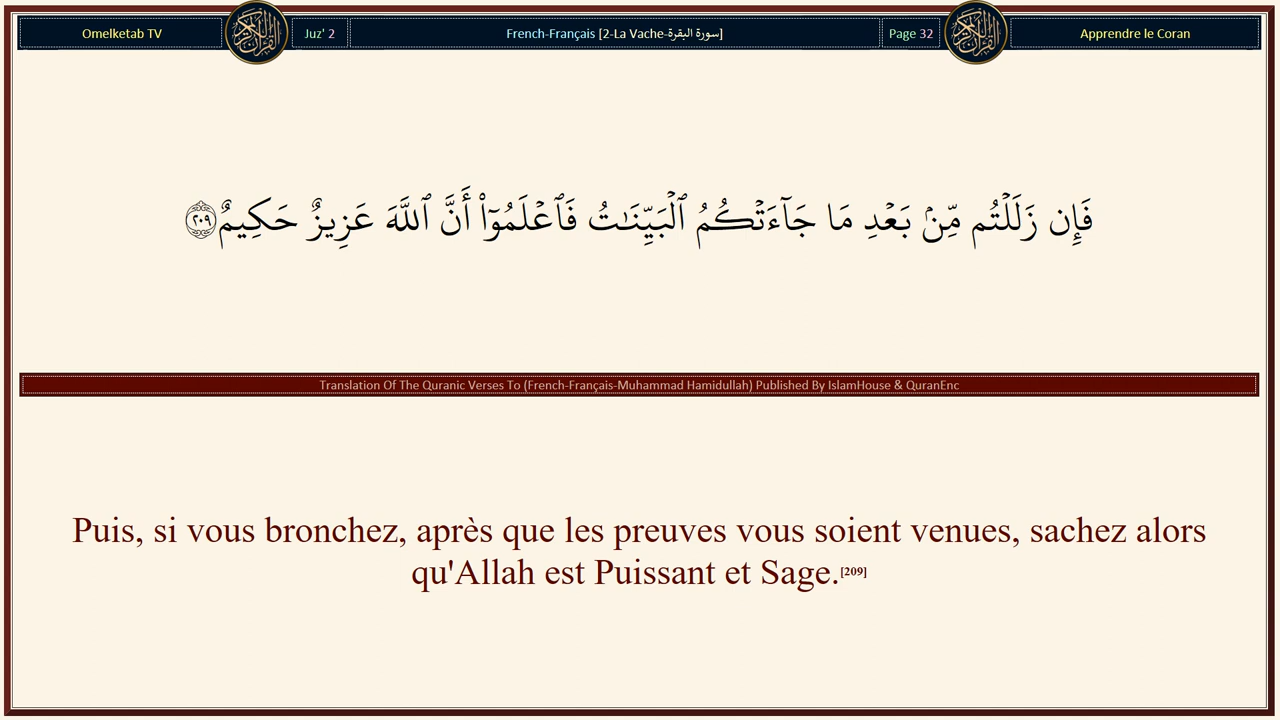 Omelketab TV
Juz' 2
French-Français [2-La Vache-سورة البقرة]
Page 32
Apprendre le Coran
فَإِن زَلَلۡتُم مِّنۢ بَعۡدِ مَا جَآءَتۡكُمُ ٱلۡبَيِّنَٰتُ فَٱعۡلَمُوٓاْ أَنَّ ٱللَّهَ عَزِيزٌ حَكِيمٌ ٢٠٩
Translation Of The Quranic Verses To (French-Français-Muhammad Hamidullah) Published By IslamHouse & QuranEnc
Puis, si vous bronchez, après que les preuves vous soient venues, sachez alors
qu'Allah est Puissant et Sage.[209]